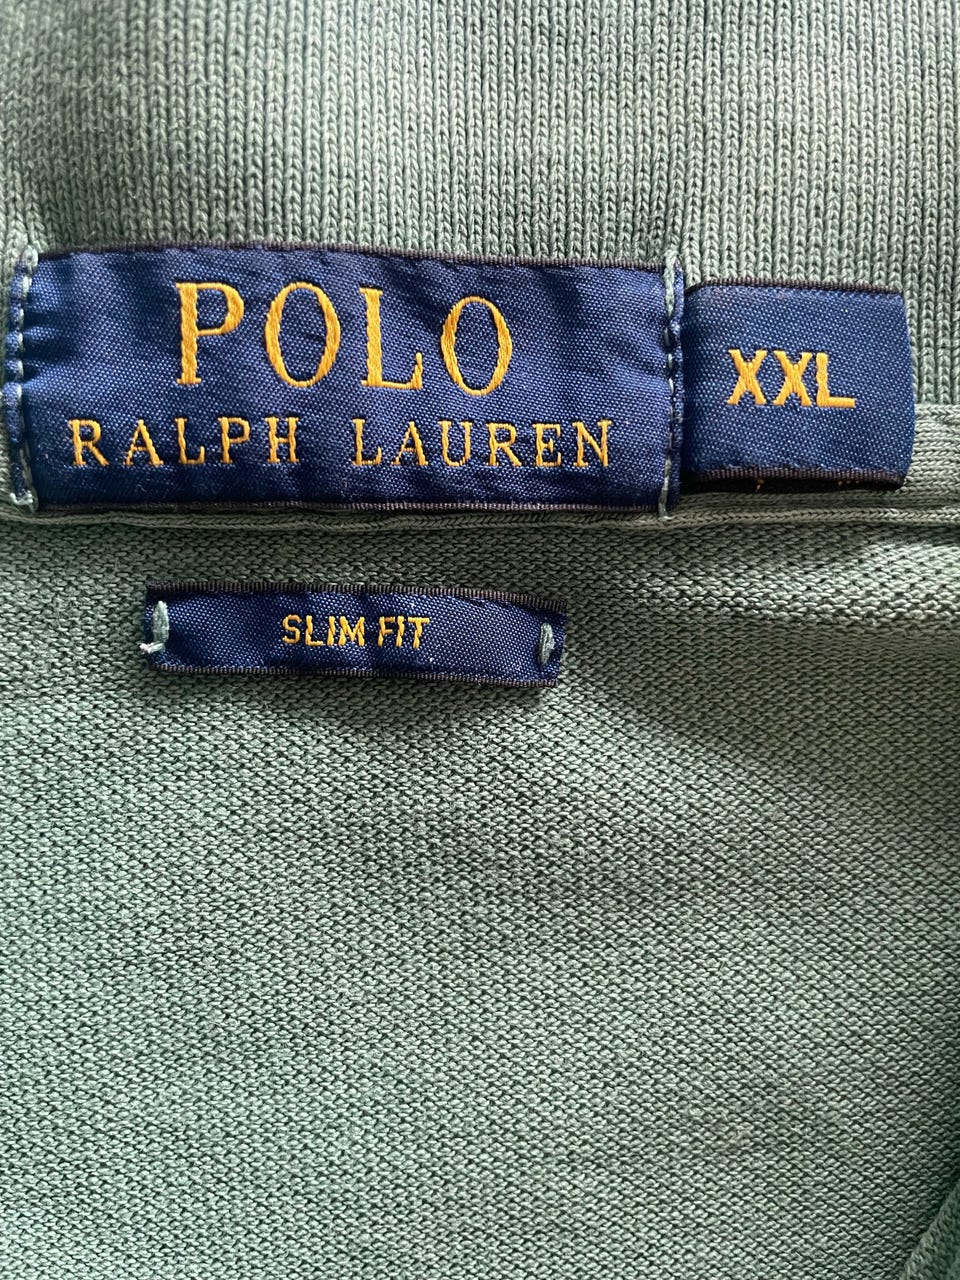 POLO
RALPH LAUREN
XXL
SLIM FIT